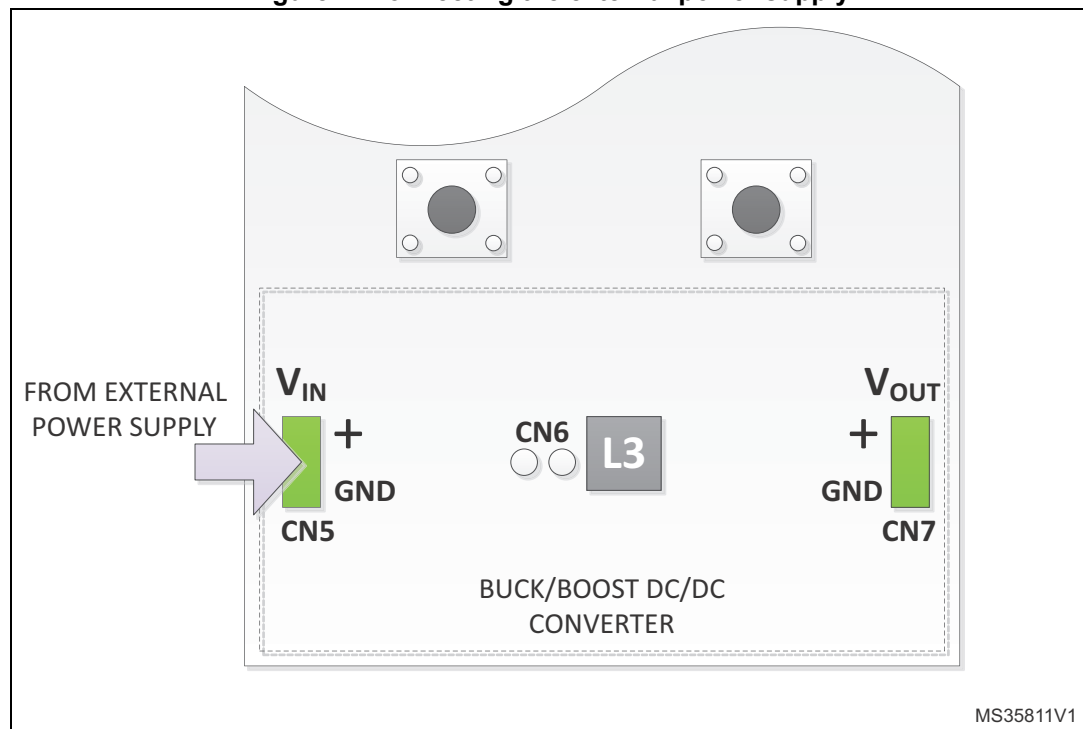 FROM EXTERNAL
POWER SUPPLY
VIN
+
GND
CN5
CN6
L3
VOUT
+
GND
CN7
BUCK/BOOST DC/DC
CONVERTER
MS35811V1